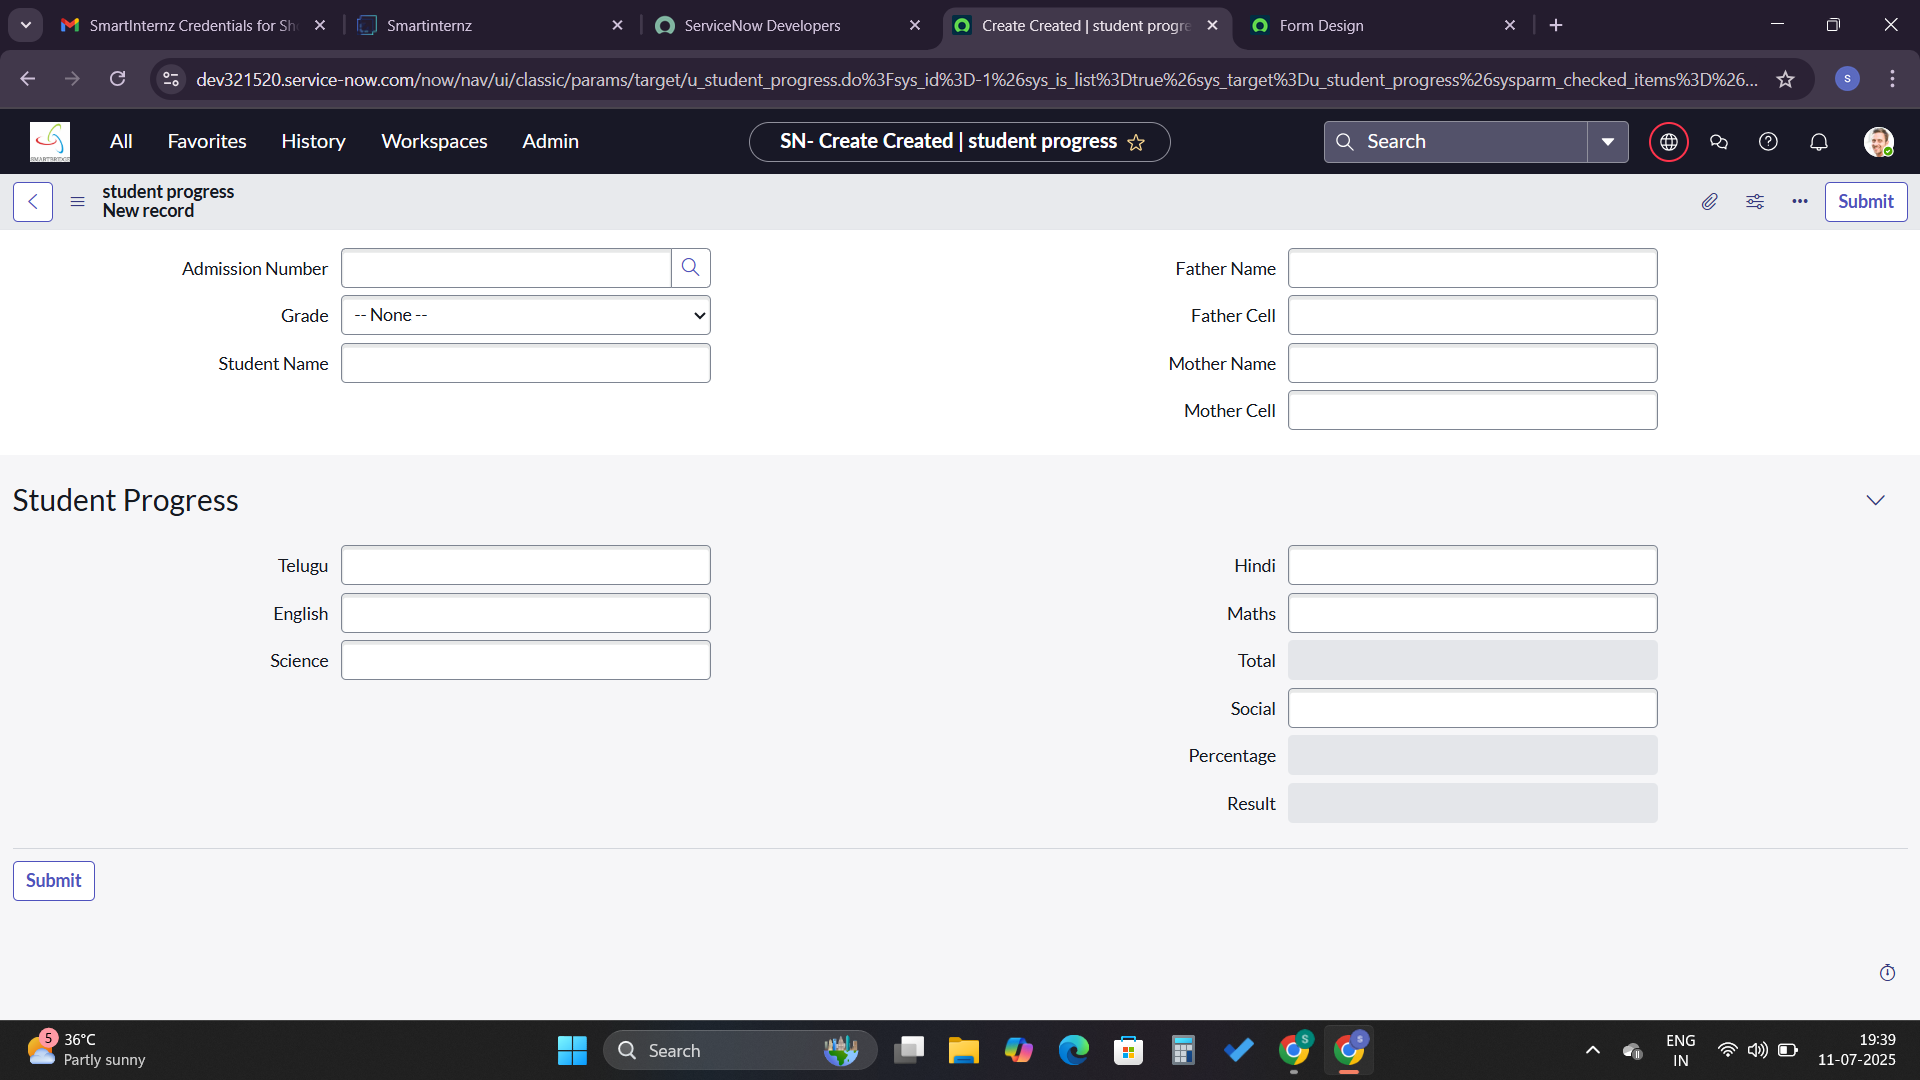 SmartInternz Credentials for Sh
Smartinternz
ServiceNow Developers
Create Created | student progre
Form Design
dev321520.service-now.com/now/nav/ui/classic/params/target/u_student_progress.do%3Fsys_id%3D-1%26sys_is_list%3Dtrue%26sys_target%3Du_student_progress%26sysparm_checked_items%3D%26...
S
SMARTBRIDGE
All
Favorites
History
Workspaces
Admin
SN- Create Created | student progress
Search
student progress
New record
Submit
Admission Number
Grade
-- None --
Student Name
Father Name
Father Cell
Mother Name
Mother Cell
Student Progress
Telugu
English
Science
Hindi
Maths
Total
Social
Percentage
Result
Submit
5
36°C
Partly sunny
Search
S
S
ENG
IN
19:39
11-07-2025